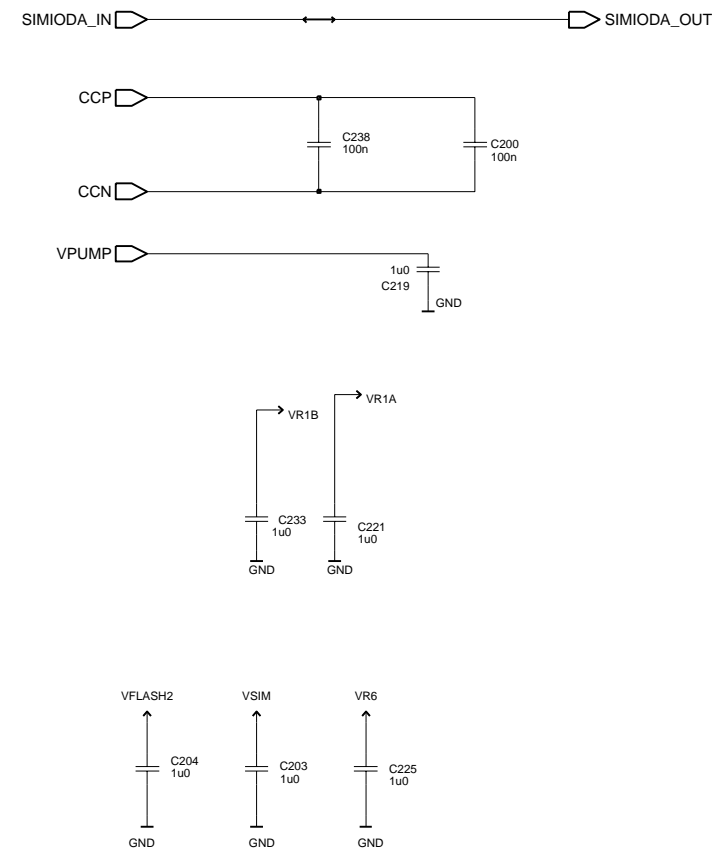 SIMIODA_IN
SIMIODA_OUT
CCP
C238
100n
C200
100n
CCN
VPUMP
1u0
C219
GND
VR1A
VR1B
C233
1u0
C221
1u0
GND
GND
VFLASH2
VSIM
VR6
C204
1u0
C203
1u0
C225
1u0
GND
GND
GND